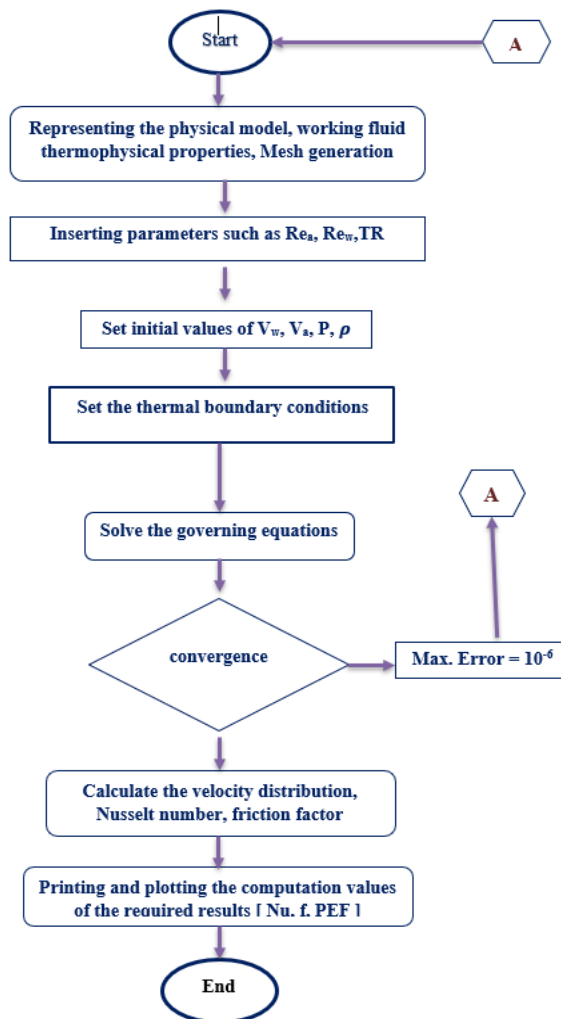 Start
A
Representing the physical model, working fluid
thermophysical properties, Mesh generation
Inserting parameters such as Reₐ, Re_w,TR
Set initial values of V_w, Vₐ, P, ρ
Set the thermal boundary conditions
A
Solve the governing equations
convergence
Max. Error = 10⁻⁶
Calculate the velocity distribution,
Nusselt number, friction factor
Printing and plotting the computation values
of the required results [ Nu, f, PEF ]
End